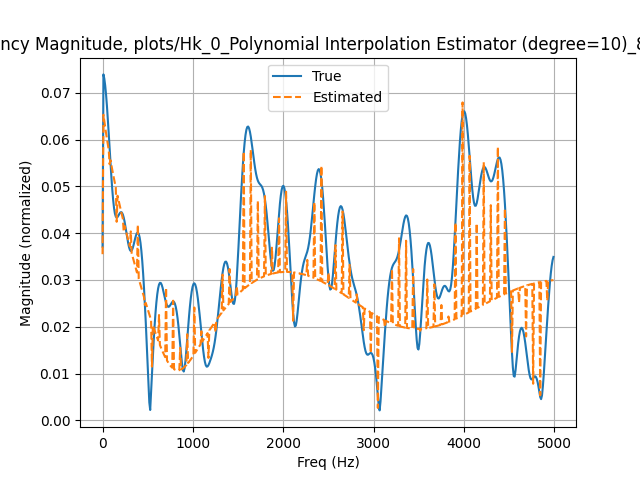 ncy Magnitude, plots/Hk_0_Polynomial Interpolation Estimator (degree=10)_8
True
Estimated
Magnitude (normalized)
0.07
0.06
0.05
0.04
0.03
0.02
0.01
0.00
0 1000 2000 3000 4000 5000
Freq (Hz)